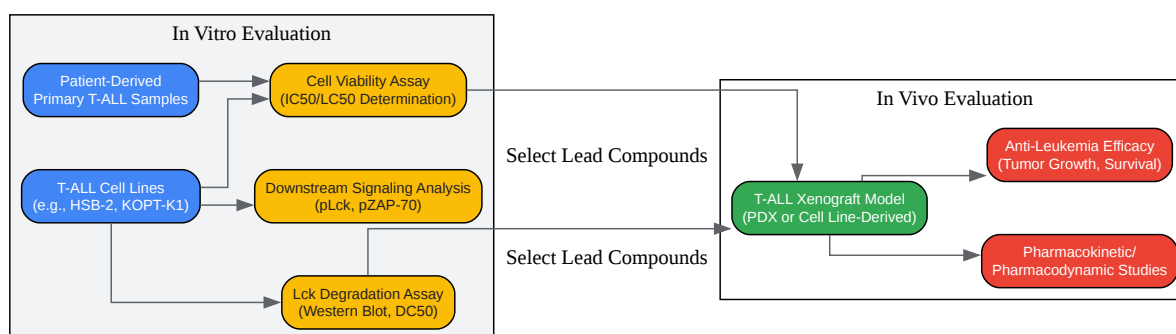 In Vitro Evaluation
Patient-Derived
Primary T-ALL Samples
Cell Viability Assay
(IC50/LC50 Determination)
T-ALL Cell Lines
(e.g., HSB-2, KOPT-K1)
Downstream Signaling Analysis
(pLck, pZAP-70)
Lck Degradation Assay
(Western Blot, DC50)
Select Lead Compounds
Select Lead Compounds
In Vivo Evaluation
T-ALL Xenograft Model
(PDX or Cell Line-Derived)
Anti-Leukemia Efficacy
(Tumor Growth, Survival)
Pharmacokinetic/
Pharmacodynamic Studies